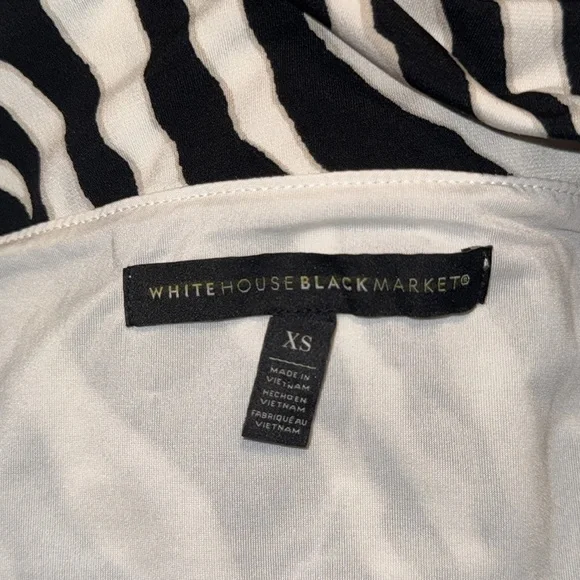 WHITEHOUSEBLACKMARKET®
XS
MADE IN
VIETNAM
HECHO EN
VIETNAM
FABRIQUÉ AU
VIETNAM